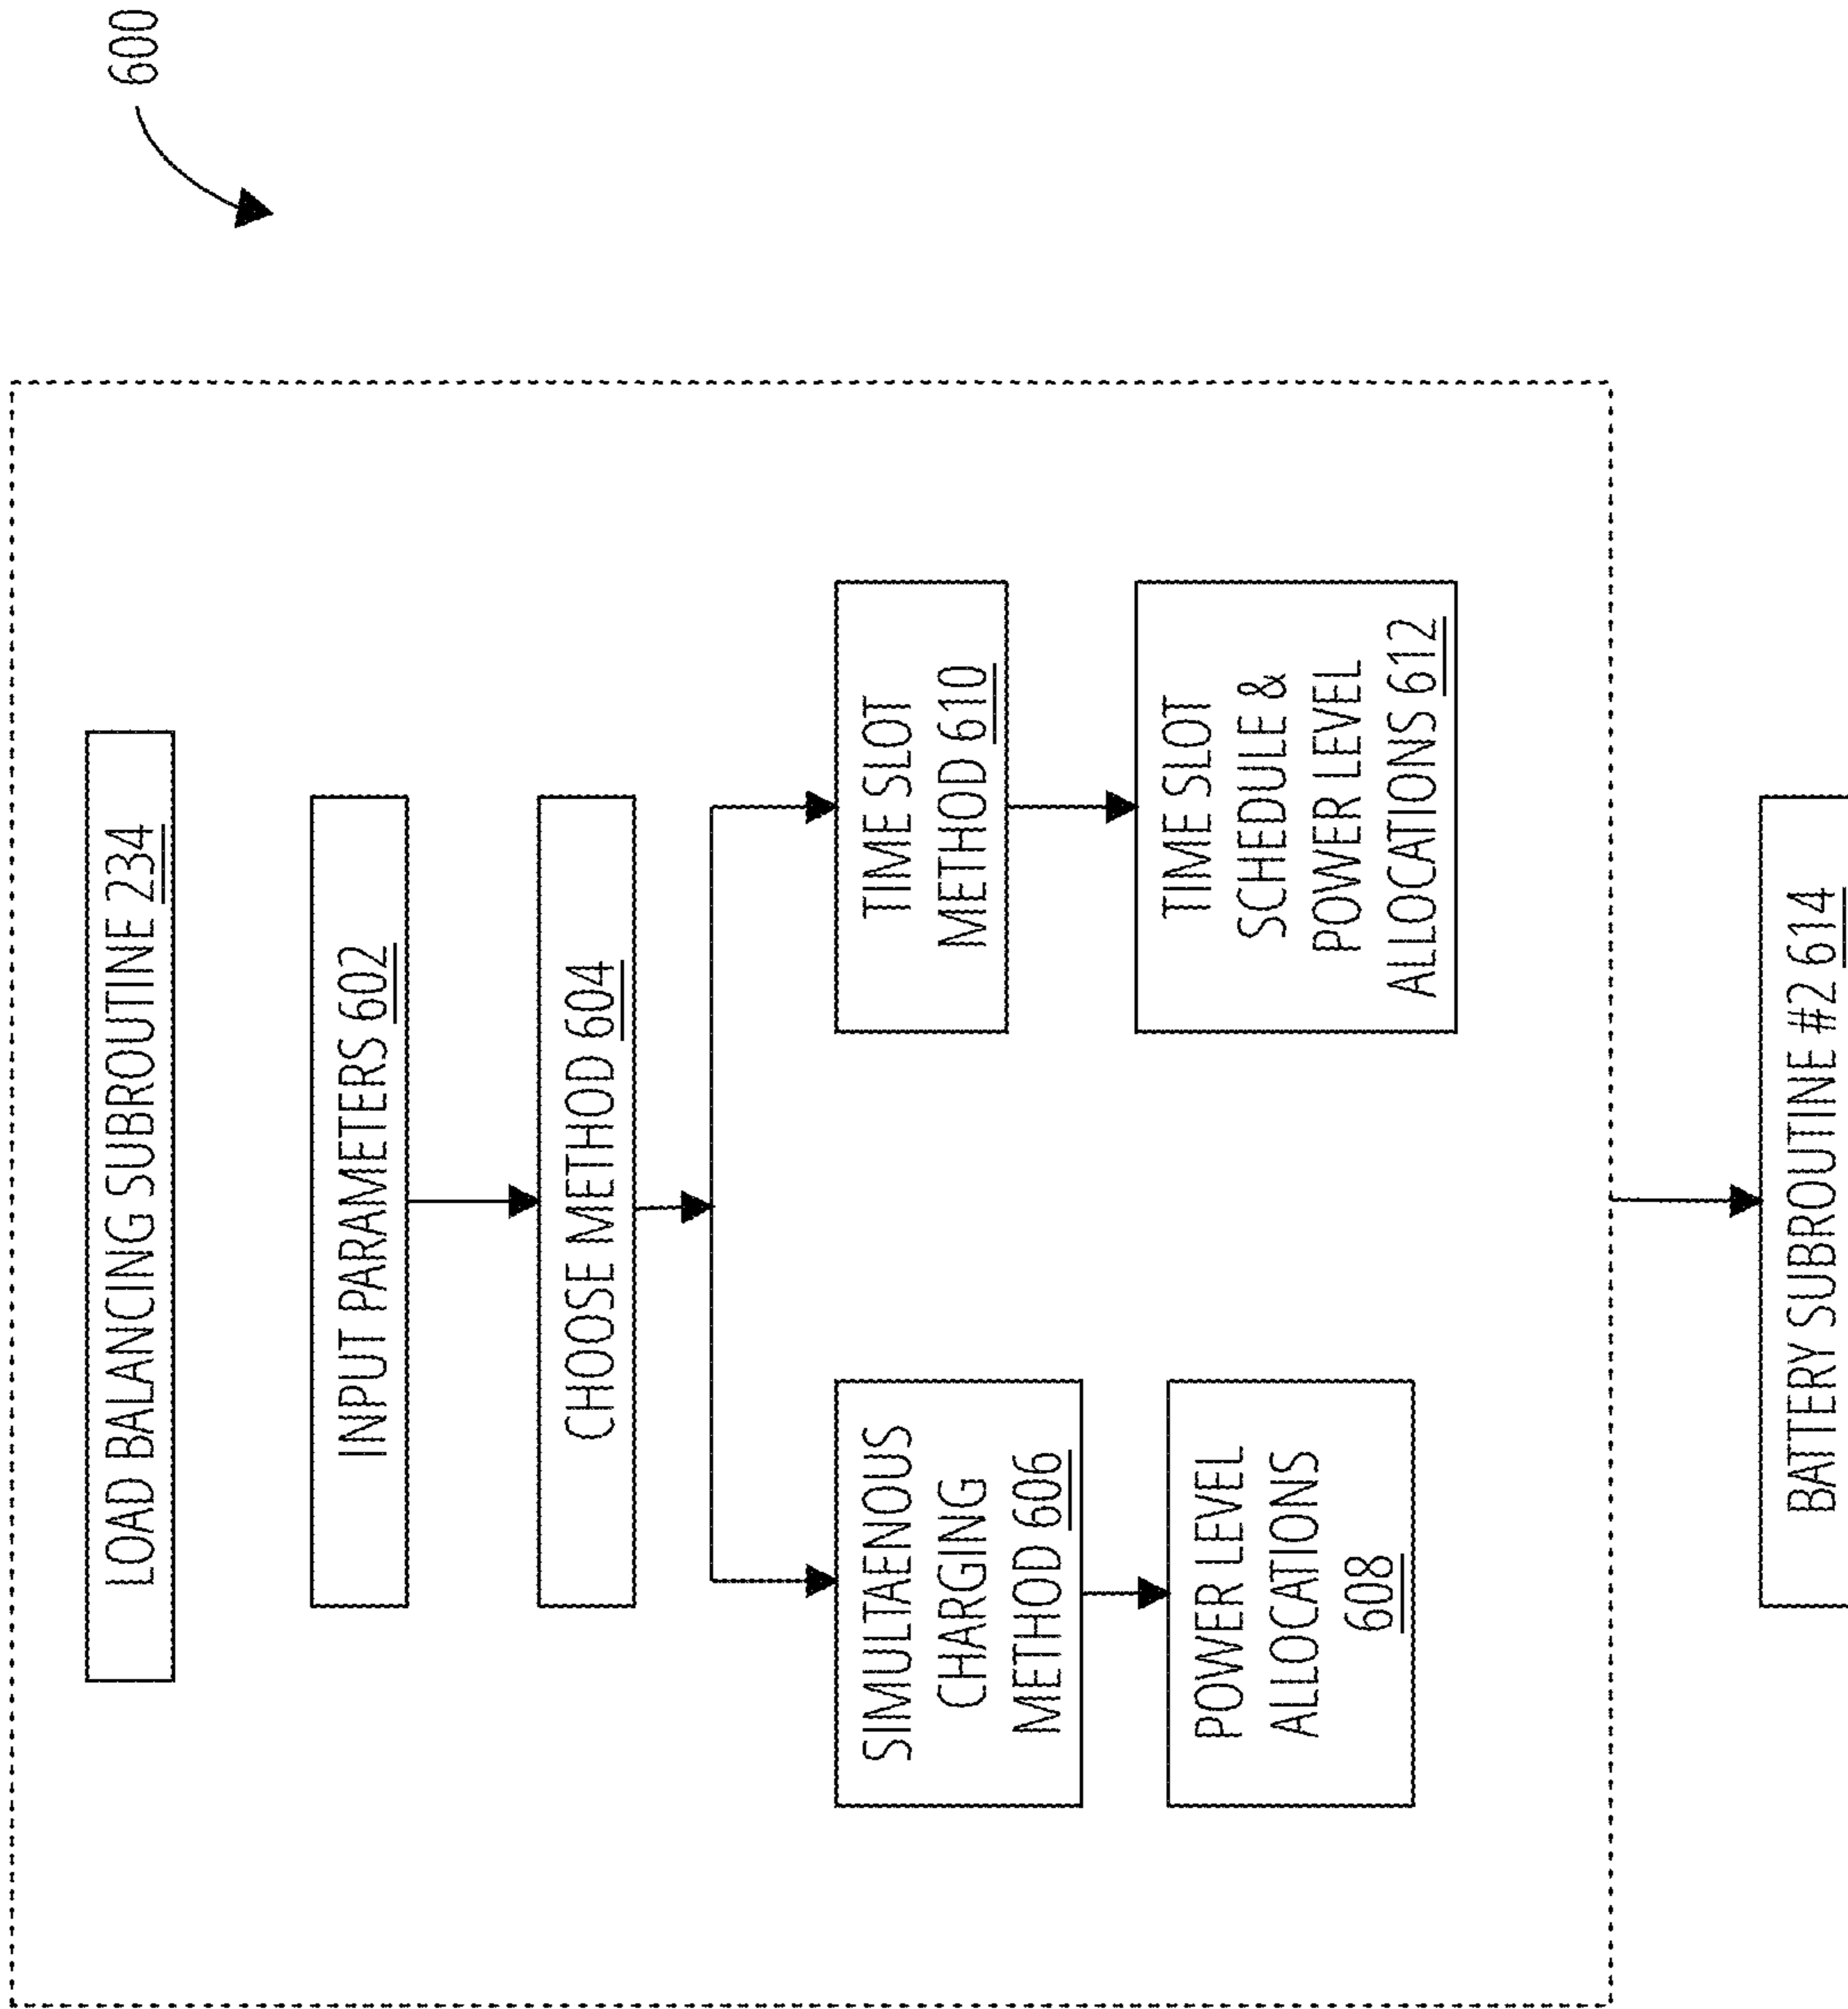 600
LOAD BALANCING SUBROUTINE 234
INPUT PARAMETERS 602
CHOOSE METHOD 604
SIMULTAENOUS
CHARGING
METHOD 606
POWER LEVEL
ALLOCATIONS
608
TIME SLOT
METHOD 610
TIME SLOT
SCHEDULE &
POWER LEVEL
ALLOCATIONS 612
BATTERY SUBROUTINE #2 614